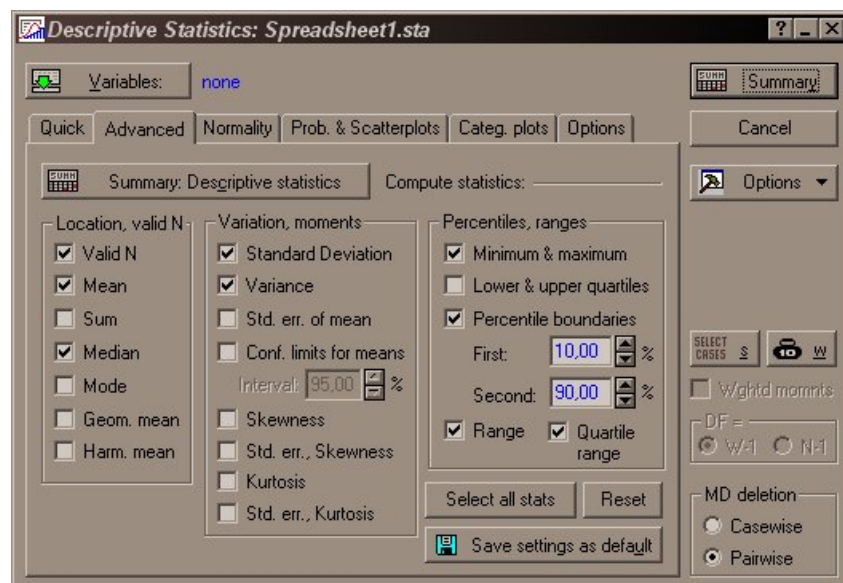 Descriptive Statistics: Spreadsheet1.sta
Variables:
none
Summary
Quick
Advanced
Normality
Prob. & Scatterplots
Categ. plots
Options
Cancel
Summary: Descriptive statistics
Compute statistics:
Options
Location, valid N
Valid N
Mean
Sum
Median
Mode
Geom. mean
Harm. mean
Variation, moments
Standard Deviation
Variance
Std. err. of mean
Conf. limits for means
Interval: 95,00 %
Skewness
Std. err., Skewness
Kurtosis
Std. err., Kurtosis
Percentiles, ranges
Minimum & maximum
Lower & upper quartiles
Percentile boundaries
First: 10,00 %
Second: 90,00 %
Range
Quartile
range
Select all stats
Reset
Save settings as default
SELECT
CASES S
W
Wghtd momnts
DF =
W-1
N-1
MD deletion
Casewise
Pairwise